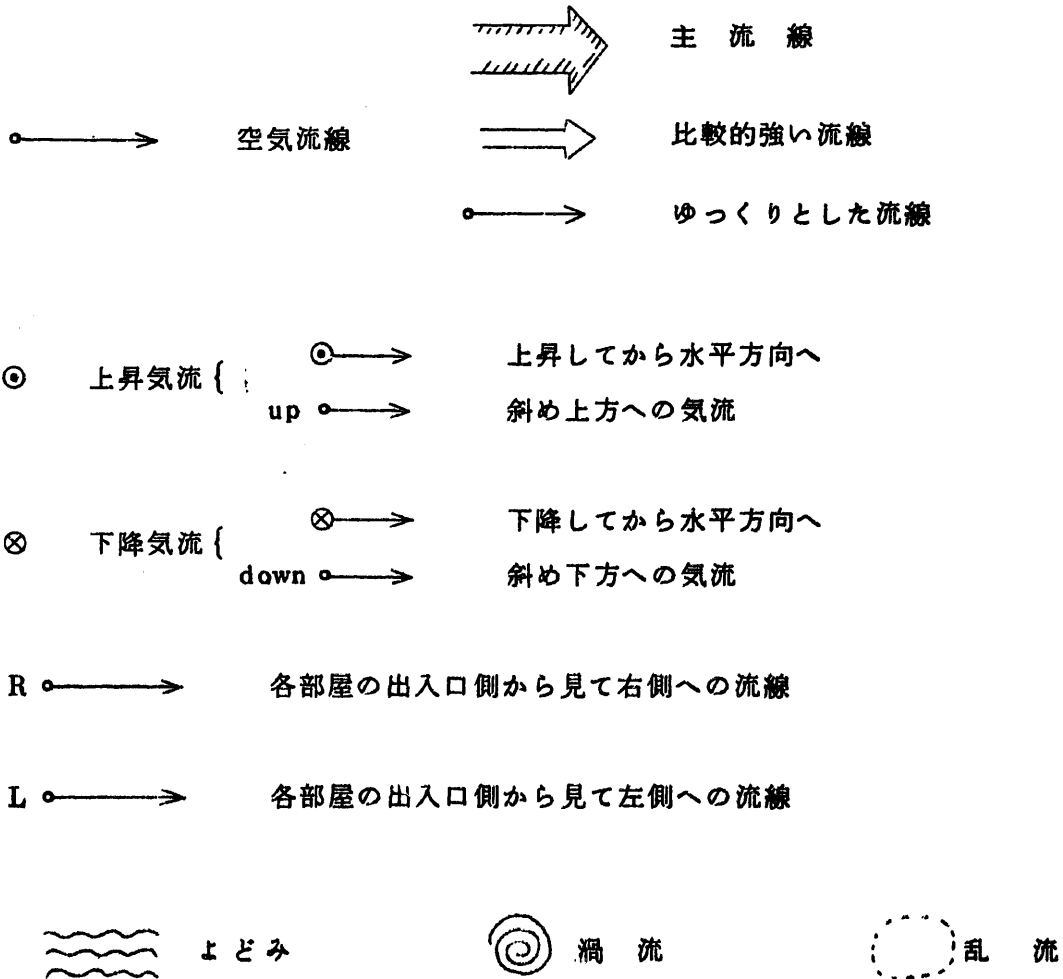 主流線
空気流線 比較的強い流線
ゆっくりとした流線
上昇してから水平方向へ
上昇気流{
up 斜め上方への気流
下降してから水平方向へ
下降気流{
down 斜め下方への気流
R 各部屋の出入口側から見て右側への流線
L 各部屋の出入口側から見て左側への流線
よどみ 渦流 乱流